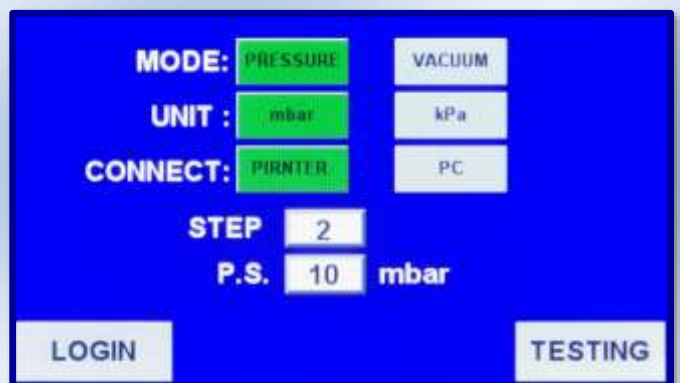 MODE: PRESSURE VACUUM
UNIT : mbar kPa
CONNECT: PIRNTER. PC
STEP 2
P.S. 10 mbar
LOGIN TESTING